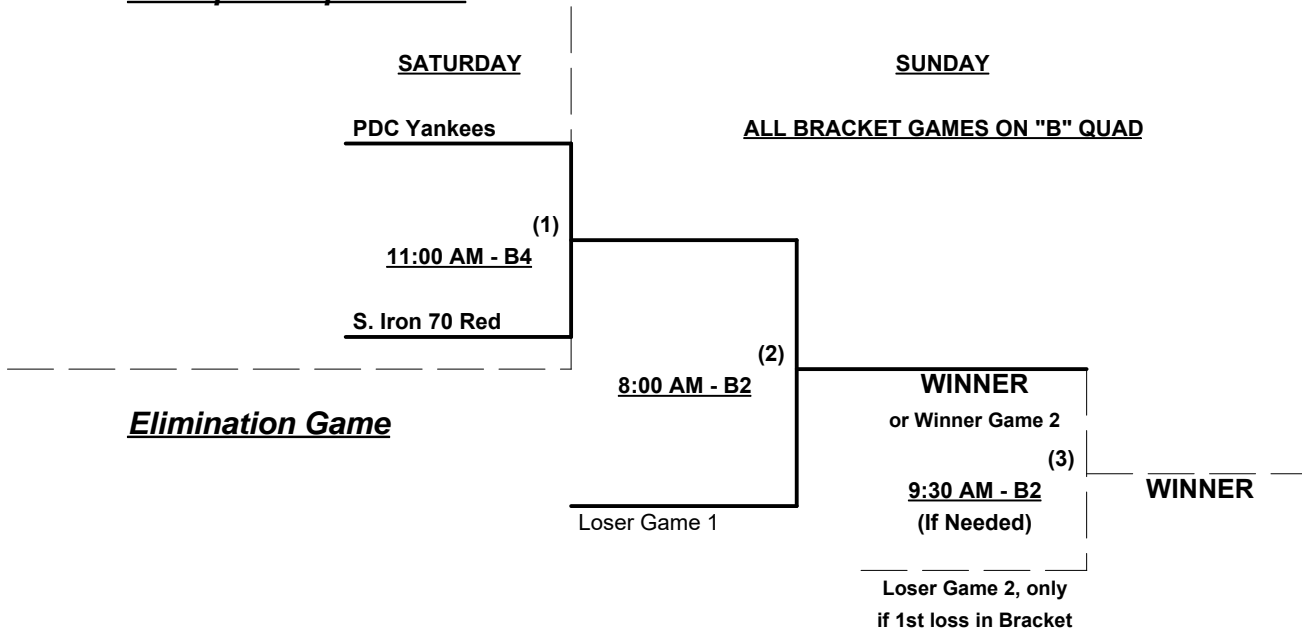 SATURDAY
SUNDAY
PDC Yankees
ALL BRACKET GAMES ON "B" QUAD
(1)
11:00 AM - B4
S. Iron 70 Red
(2)
8:00 AM - B2
WINNER
Elimination Game
or Winner Game 2
(3)
9:30 AM - B2
WINNER
Loser Game 1
(If Needed)
Loser Game 2, only
if 1st loss in Bracket